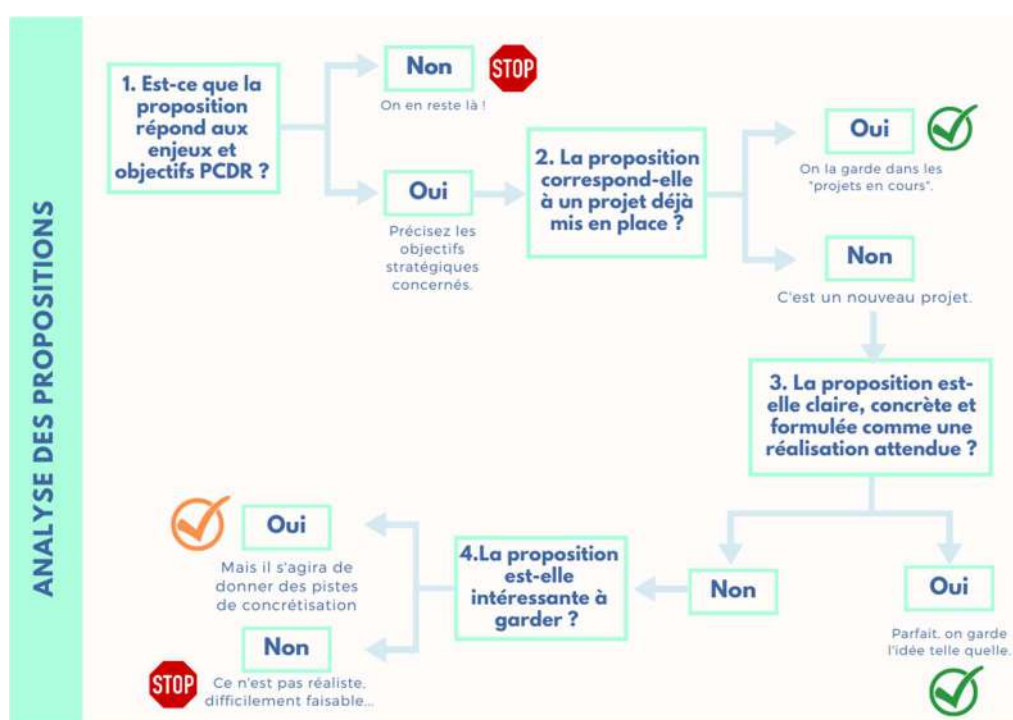 ANALYSE DES PROPOSITIONS
1. Est-ce que la
proposition
répond aux
enjeux et
objectifs PCDR ?
Non
STOP
On en reste là !
Oui
Précisez les
objectifs
stratégiques
concernés.
2. La proposition
correspond-elle
à un projet déjà
mis en place ?
Oui
On la garde dans les
"projets en cours".
Non
C'est un nouveau projet.
3. La proposition est-
elle claire, concrète et
formulée comme une
réalisation attendue ?
Non
Oui
Parfait, on garde
l'idée telle quelle.
4.La proposition
est-elle
intéressante à
garder ?
Oui
Mais il s'agira de
donner des pistes
de concrétisation
Non
STOP
Ce n'est pas réaliste,
difficilement faisable...